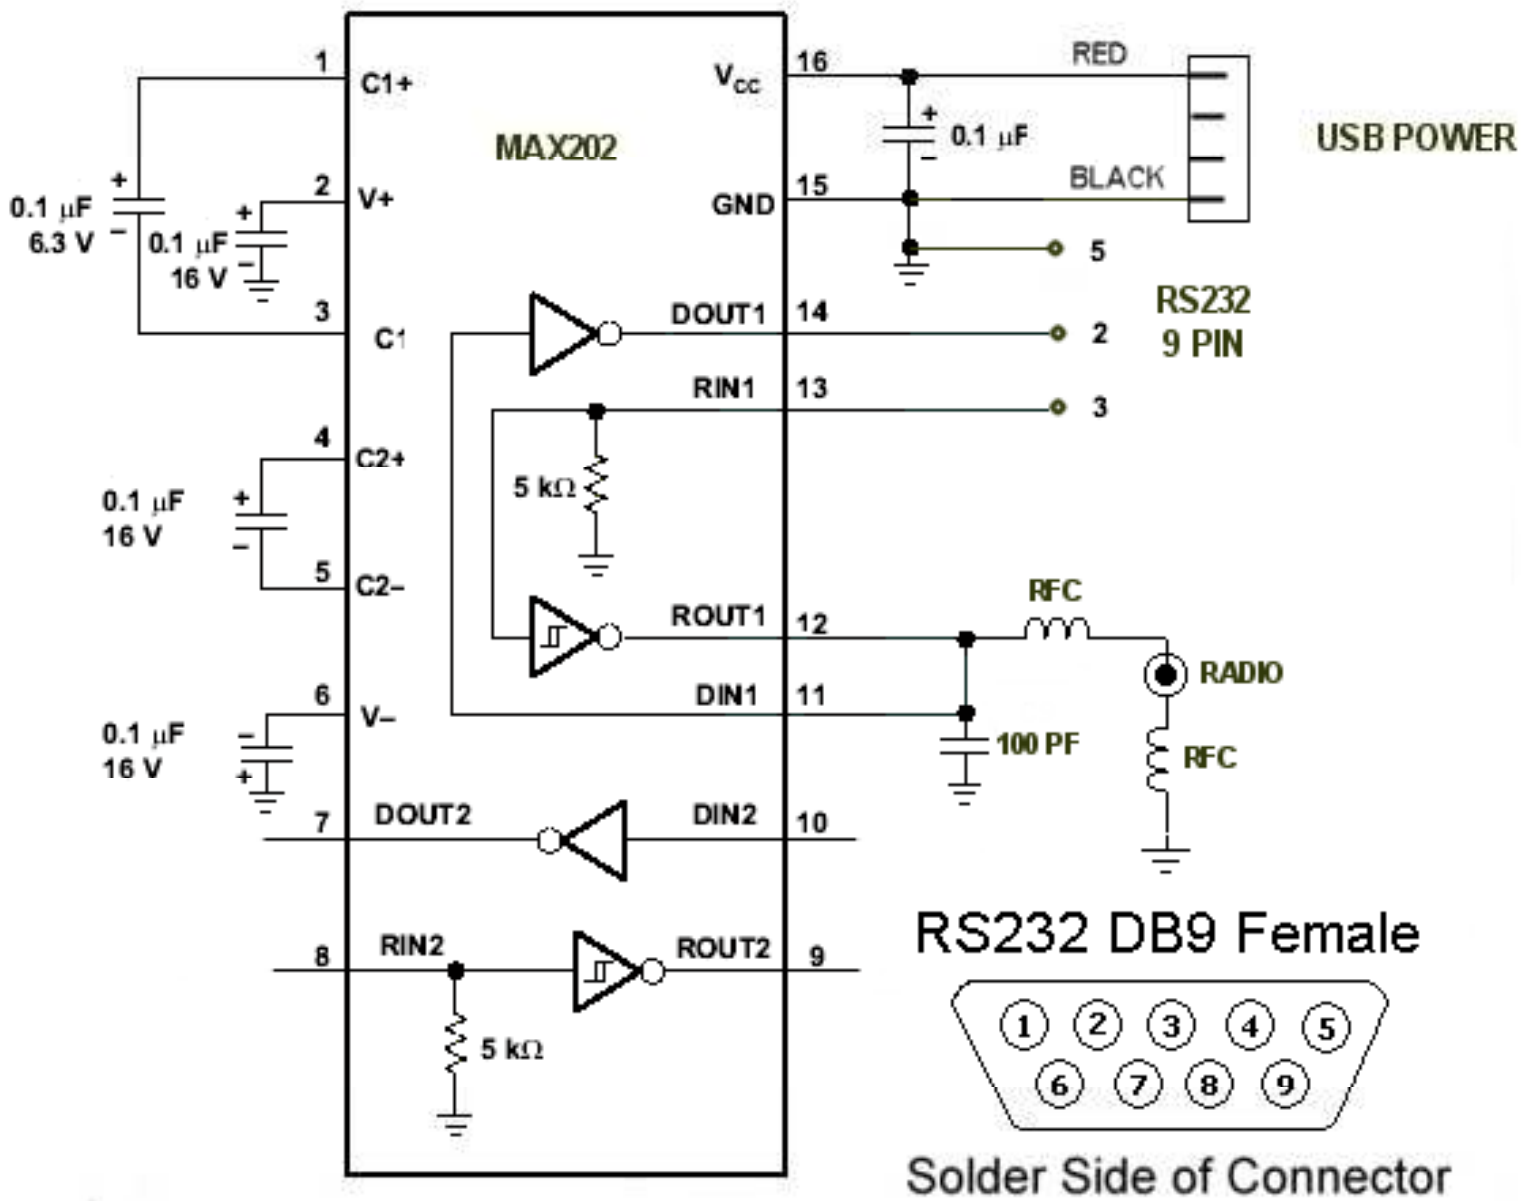 MAX202
1
C1+
2
V+
3
C1
4
C2+
5
C2–
6
V–
7
DOUT2
8
RIN2
0.1 µF
6.3 V
+
–
0.1 µF
16 V
+
–
0.1 µF
16 V
+
–
0.1 µF
16 V
–
+
VCC
16
GND
15
DOUT1
14
RIN1
13
5 kΩ
ROUT1
12
DIN1
11
DIN2
10
ROUT2
9
5 kΩ
+
0.1 µF
–
RED
BLACK
USB POWER
5
2
3
RS232
9 PIN
RFC
RADIO
RFC
100 PF
RS232 DB9 Female
1 2 3 4 5
6 7 8 9
Solder Side of Connector